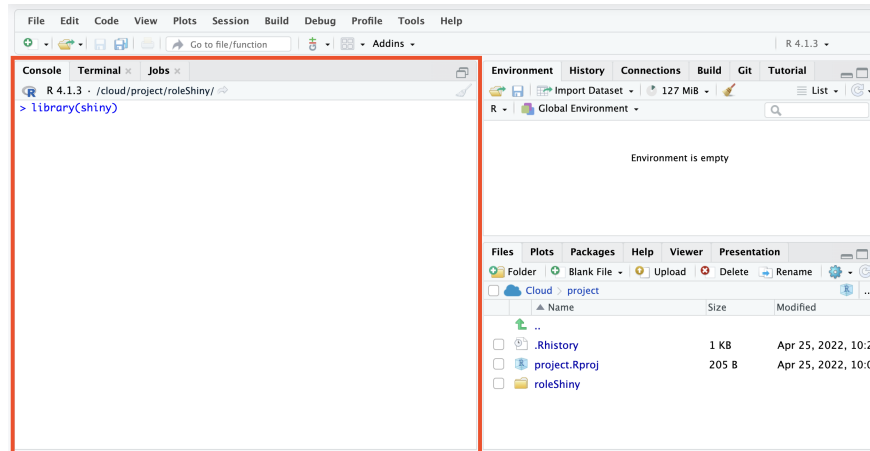 File Edit Code View Plots Session Build Debug Profile Tools Help
Go to file/function Addins R 4.1.3
Console Terminal Jobs
R 4.1.3 · /cloud/project/roleShiny/
> library(shiny)
Environment History Connections Build Git Tutorial
Import Dataset 127 MiB List
R Global Environment
Environment is empty
Files Plots Packages Help Viewer Presentation
Folder Blank File Upload Delete Rename
Cloud > project R ..
Name Size Modified
..
.Rhistory 1 KB Apr 25, 2022, 10:2
project.Rproj 205 B Apr 25, 2022, 10:0
roleShiny